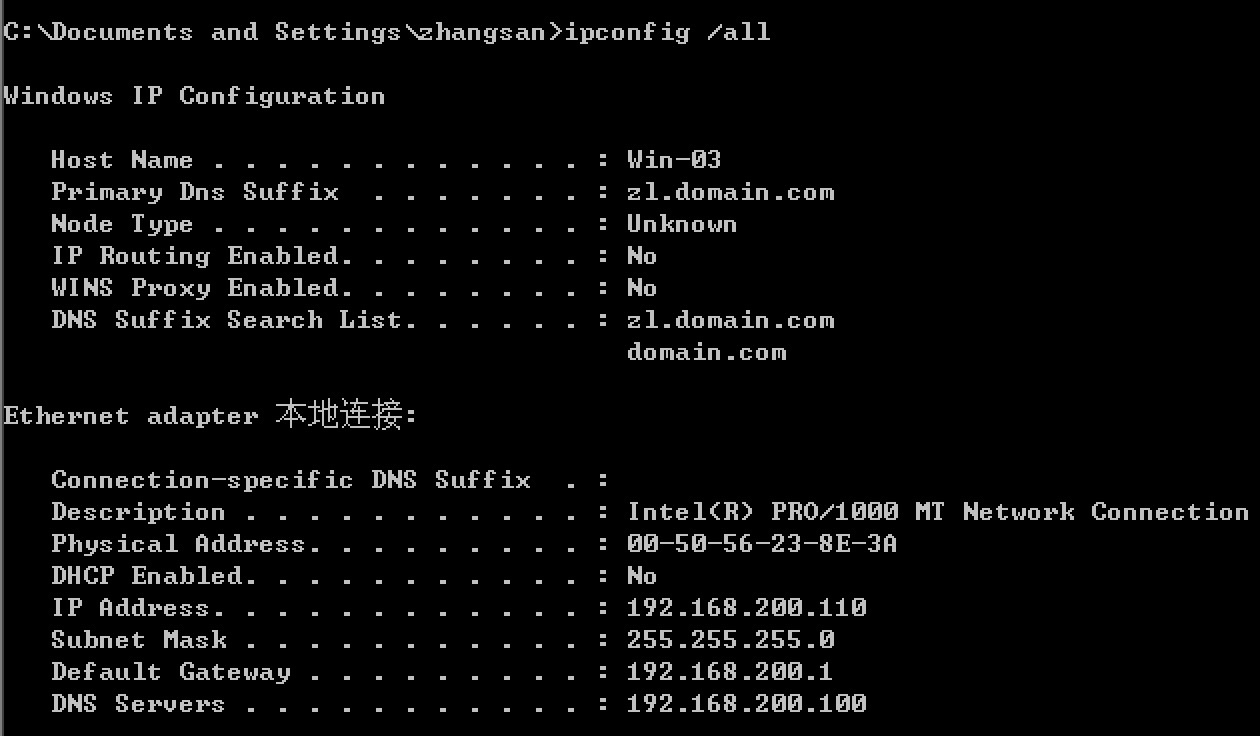 C:\Documents and Settings\zhangsan>ipconfig /all
Windows IP Configuration
Host Name . . . . . . . . . . . . : Win-03
Primary Dns Suffix  . . . . . . . : zl.domain.com
Node Type . . . . . . . . . . . . : Unknown
IP Routing Enabled. . . . . . . . : No
WINS Proxy Enabled. . . . . . . . : No
DNS Suffix Search List. . . . . . : zl.domain.com
domain.com
Ethernet adapter 本地连接:
Connection-specific DNS Suffix  . :
Description . . . . . . . . . . . : Intel(R) PRO/1000 MT Network Connection
Physical Address. . . . . . . . . : 00-50-56-23-8E-3A
DHCP Enabled. . . . . . . . . . . : No
IP Address. . . . . . . . . . . . : 192.168.200.110
Subnet Mask . . . . . . . . . . . : 255.255.255.0
Default Gateway . . . . . . . . . : 192.168.200.1
DNS Servers . . . . . . . . . . . : 192.168.200.100